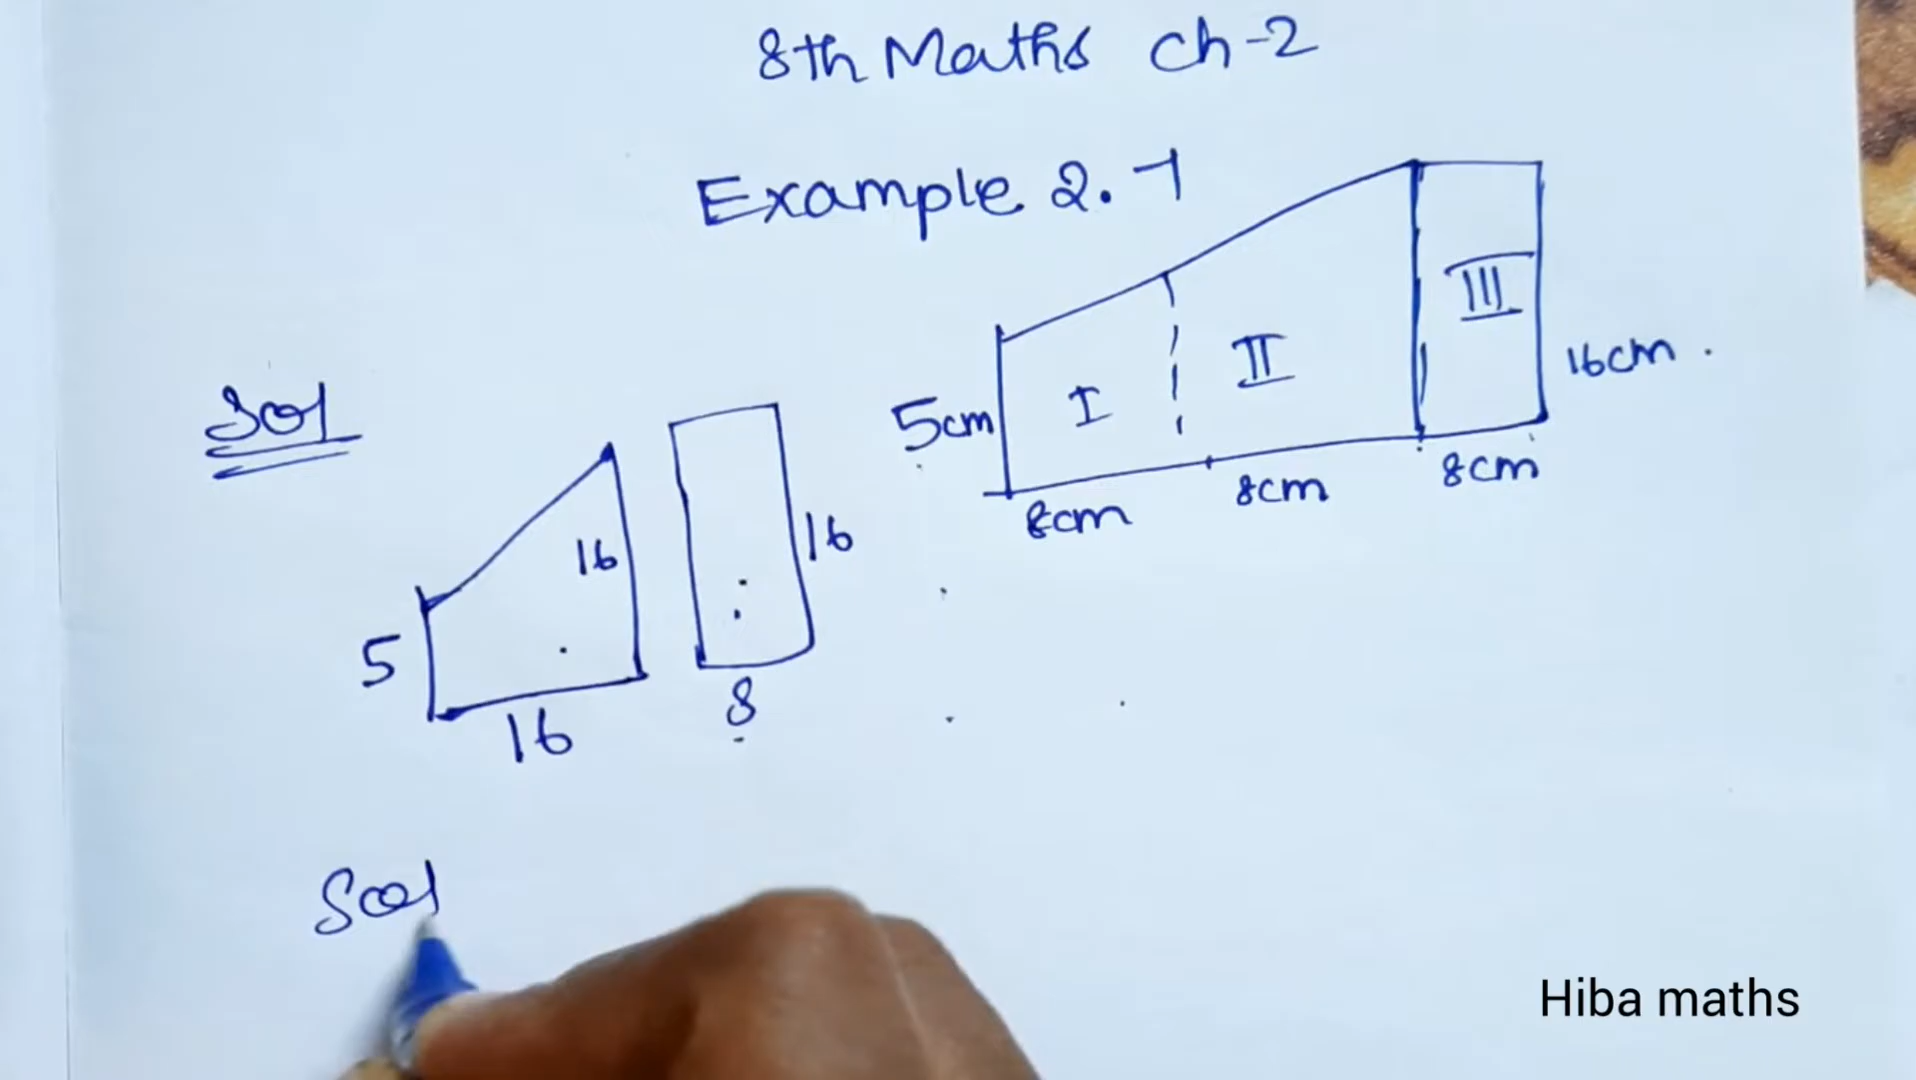 8th Maths Ch-2
Example 2.7
III
II
I
5cm
16cm
8cm
8cm
8cm
Sol
16
16
5
16
8
Sol
Hiba maths